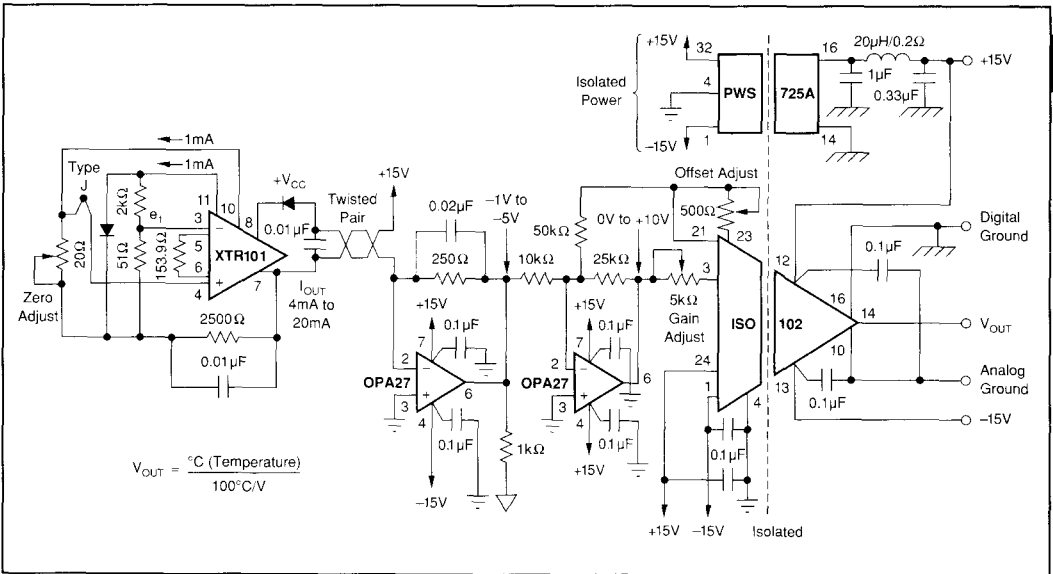 +15V
32
16
20µH/0.2Ω
+15V
Isolated
Power
4
PWS
725A
1µF
0.33µF
–15V
1
14
1mA
1mA
Type
J
+15V
Offset Adjust
+VCC
Twisted
Pair
11
10
8
2kΩ
e1
3
–
5
6
+
4
XTR101
7
0.01µF
20Ω
51Ω
153.9Ω
Zero
Adjust
IOUT
4mA to
20mA
2500Ω
0.01µF
0.02µF
–1V to
–5V
250Ω
10kΩ
50kΩ
0V to +10V
25kΩ
500Ω
21
23
3
5kΩ
Gain
Adjust
ISO
102
24
1
4
12
16
14
10
13
0.1µF
0.1µF
Digital
Ground
VOUT
Analog
Ground
–15V
+15V
7
0.1µF
2
–
OPA27
+
3
6
4
0.1µF
–15V
1kΩ
+15V
7
0.1µF
2
–
OPA27
+
3
6
4
0.1µF
+15V
0.1µF
+15V
–15V
Isolated
VOUT = °C (Temperature)
100°C/V